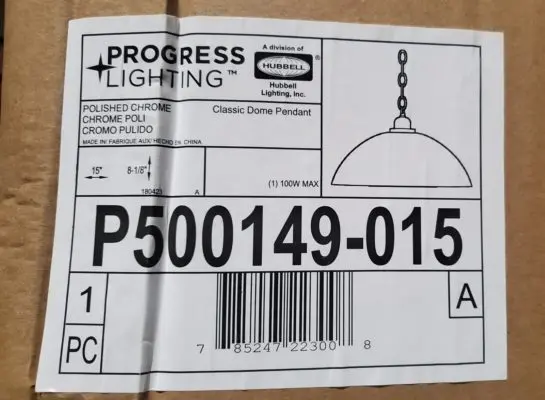 PROGRESS
LIGHTING™
A division of
HUBBELL®
Hubbell
Lighting, Inc.
POLISHED CHROME
CHROME POLI
CROMO PULIDO
MADE IN: FABRIQUE AUX/ HECHO EN: CHINA
Classic Dome Pendant
15" 8-1/8"
180423 A
(1) 100W MAX
P500149-015
1
PC
A
7 85247 22300 8